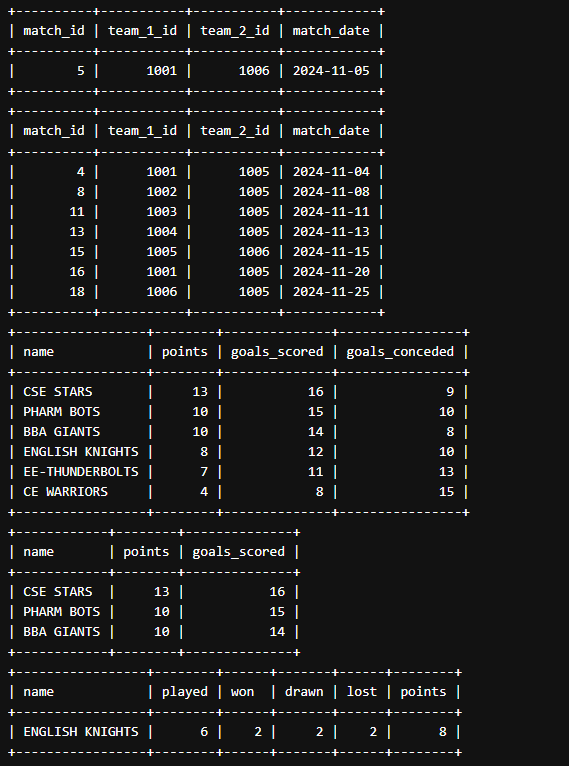 +----------+-----------+-----------+------------+
| match_id | team_1_id | team_2_id | match_date |
+----------+-----------+-----------+------------+
|        5 |      1001 |      1006 | 2024-11-05 |
+----------+-----------+-----------+------------+
+----------+-----------+-----------+------------+
| match_id | team_1_id | team_2_id | match_date |
+----------+-----------+-----------+------------+
|        4 |      1001 |      1005 | 2024-11-04 |
|        8 |      1002 |      1005 | 2024-11-08 |
|       11 |      1003 |      1005 | 2024-11-11 |
|       13 |      1004 |      1005 | 2024-11-13 |
|       15 |      1005 |      1006 | 2024-11-15 |
|       16 |      1001 |      1005 | 2024-11-20 |
|       18 |      1006 |      1005 | 2024-11-25 |
+----------+-----------+-----------+------------+
+-----------------+--------+--------------+----------------+
| name            | points | goals_scored | goals_conceded |
+-----------------+--------+--------------+----------------+
| CSE STARS       |     13 |           16 |              9 |
| PHARM BOTS      |     10 |           15 |             10 |
| BBA GIANTS      |     10 |           14 |              8 |
| ENGLISH KNIGHTS |      8 |           12 |             10 |
| EE-THUNDERBOLTS |      7 |           11 |             13 |
| CE WARRIORS     |      4 |            8 |             15 |
+-----------------+--------+--------------+----------------+
+------------+--------+--------------+
| name       | points | goals_scored |
+------------+--------+--------------+
| CSE STARS  |     13 |           16 |
| PHARM BOTS |     10 |           15 |
| BBA GIANTS |     10 |           14 |
+------------+--------+--------------+
+-----------------+--------+-----+-------+------+--------+
| name            | played | won  | drawn | lost | points |
+-----------------+--------+-----+-------+------+--------+
| ENGLISH KNIGHTS |      6 |   2 |     2 |    2 |      8 |
+-----------------+--------+-----+-------+------+--------+